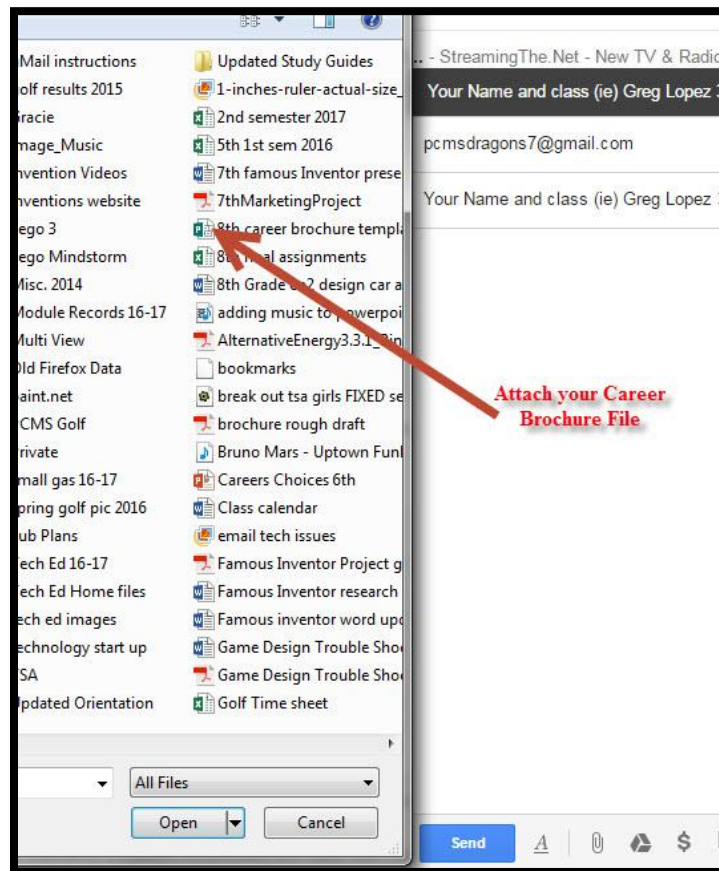 Mail instructions
olf results 2015
racie
mage_Music
nvention Videos
nventions website
ego 3
ego Mindstorm
Misc. 2014
Module Records 16-17
Multi View
Old Firefox Data
aint.net
CMS Golf
rivate
mall gas 16-17
pring golf pic 2016
ub Plans
ech Ed 16-17
ech Ed Home files
ech ed images
echnology start up
SA
pdated Orientation
Updated Study Guides
1-inches-ruler-actual-size_
2nd semester 2017
5th 1st sem 2016
7th famous Inventor prese
7thMarketingProject
8th career brochure templa
8th final assignments
8th Grade design car a
adding music to powerpoi
AlternativeEnergy3.3.1_
bookmarks
break out tsa girls FIXED se
brochure rough draft
Bruno Mars - Uptown Funk
Careers Choices 6th
Class calendar
email tech issues
Famous Inventor Project g
Famous Inventor research
Famous inventor word upd
Game Design Trouble Shoo
Game Design Trouble Shoo
Golf Time sheet
All Files
Open
Cancel
.. - StreamingThe.Net - New TV & Radio
Your Name and class (ie) Greg Lopez
pcmsdragons7@gmail.com
Your Name and class (ie) Greg Lopez
Attach your Career
Brochure File
Send